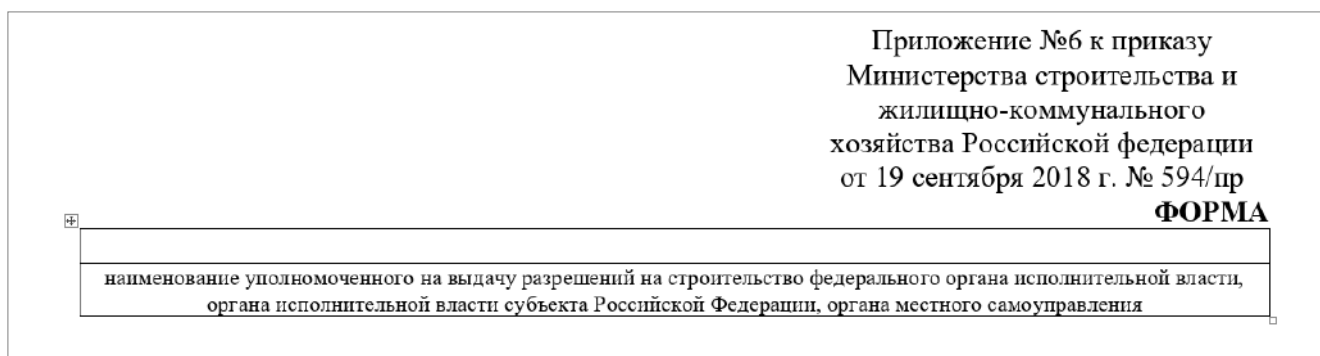 Приложение №6 к приказу
Министерства строительства и
жилищно-коммунального
хозяйства Российской федерации
от 19 сентября 2018 г. № 594/пр
ФОРМА
наименование уполномоченного на выдачу разрешений на строительство федерального органа исполнительной власти,
органа исполнительной власти субъекта Российской Федерации, органа местного самоуправления